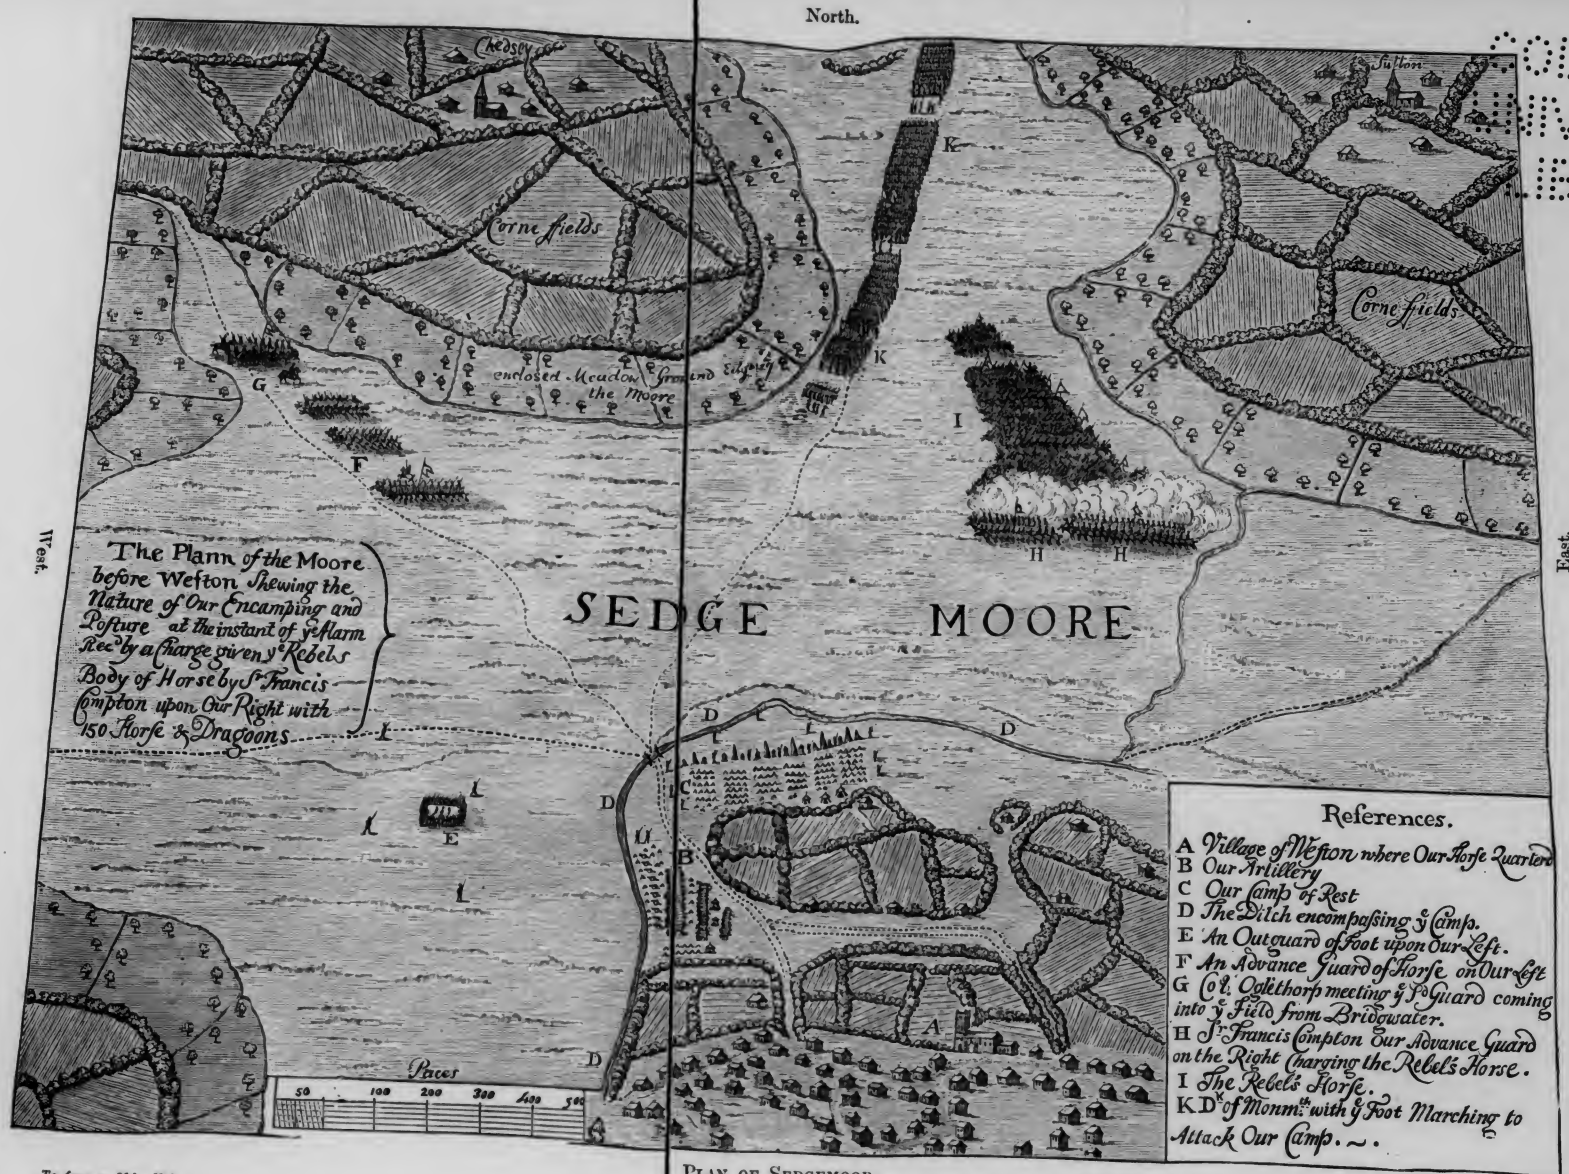 North.
Chedsey
Sutton
Corne ffields
Corne ffields
K
K
G
enclosed Meadow Ground Edgeing
the Moore
I
F
H H
West.
East.
The Plann of the Moore
before Weston Shewing the
Nature of Our Encamping and
Posture at the instant of yᵉ Alarm
Recᵈ by a Charge given yᵉ Rebels
Body of Horse by Sʳ Francis
Compton upon Our Right with
150 Horse & Dragoons
SEDGE MOORE
D
D
C
D
E
B
A
D
Paces
50 100 200 300 400 500
References.
A Village of Weston where Our Horse Quarterd
B Our Artillery
C Our Camp of Rest
D The Ditch encompassing yᵉ Camp.
E An Outguard of Foot upon Our Left.
F An Advance Guard of Horse on Our Left
G Coł. Oglethorp meeting yᵉ Sᵈ Guard coming
into yᵉ Field from Bridgwater.
H Sʳ Francis Compton Our Advance Guard
on the Right Charging the Rebel's Horse.
I The Rebel's Horse.
K Dᵏ of Monmᵗʰ with yᵉ Foot Marching to
Attack Our Camp.
PLAN OF SEDGEMOOR